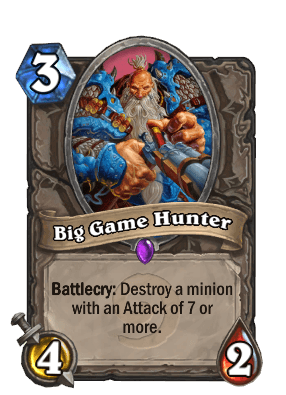 3
Big Game Hunter
Battlecry: Destroy a minion
with an Attack of 7 or
more.
4
2